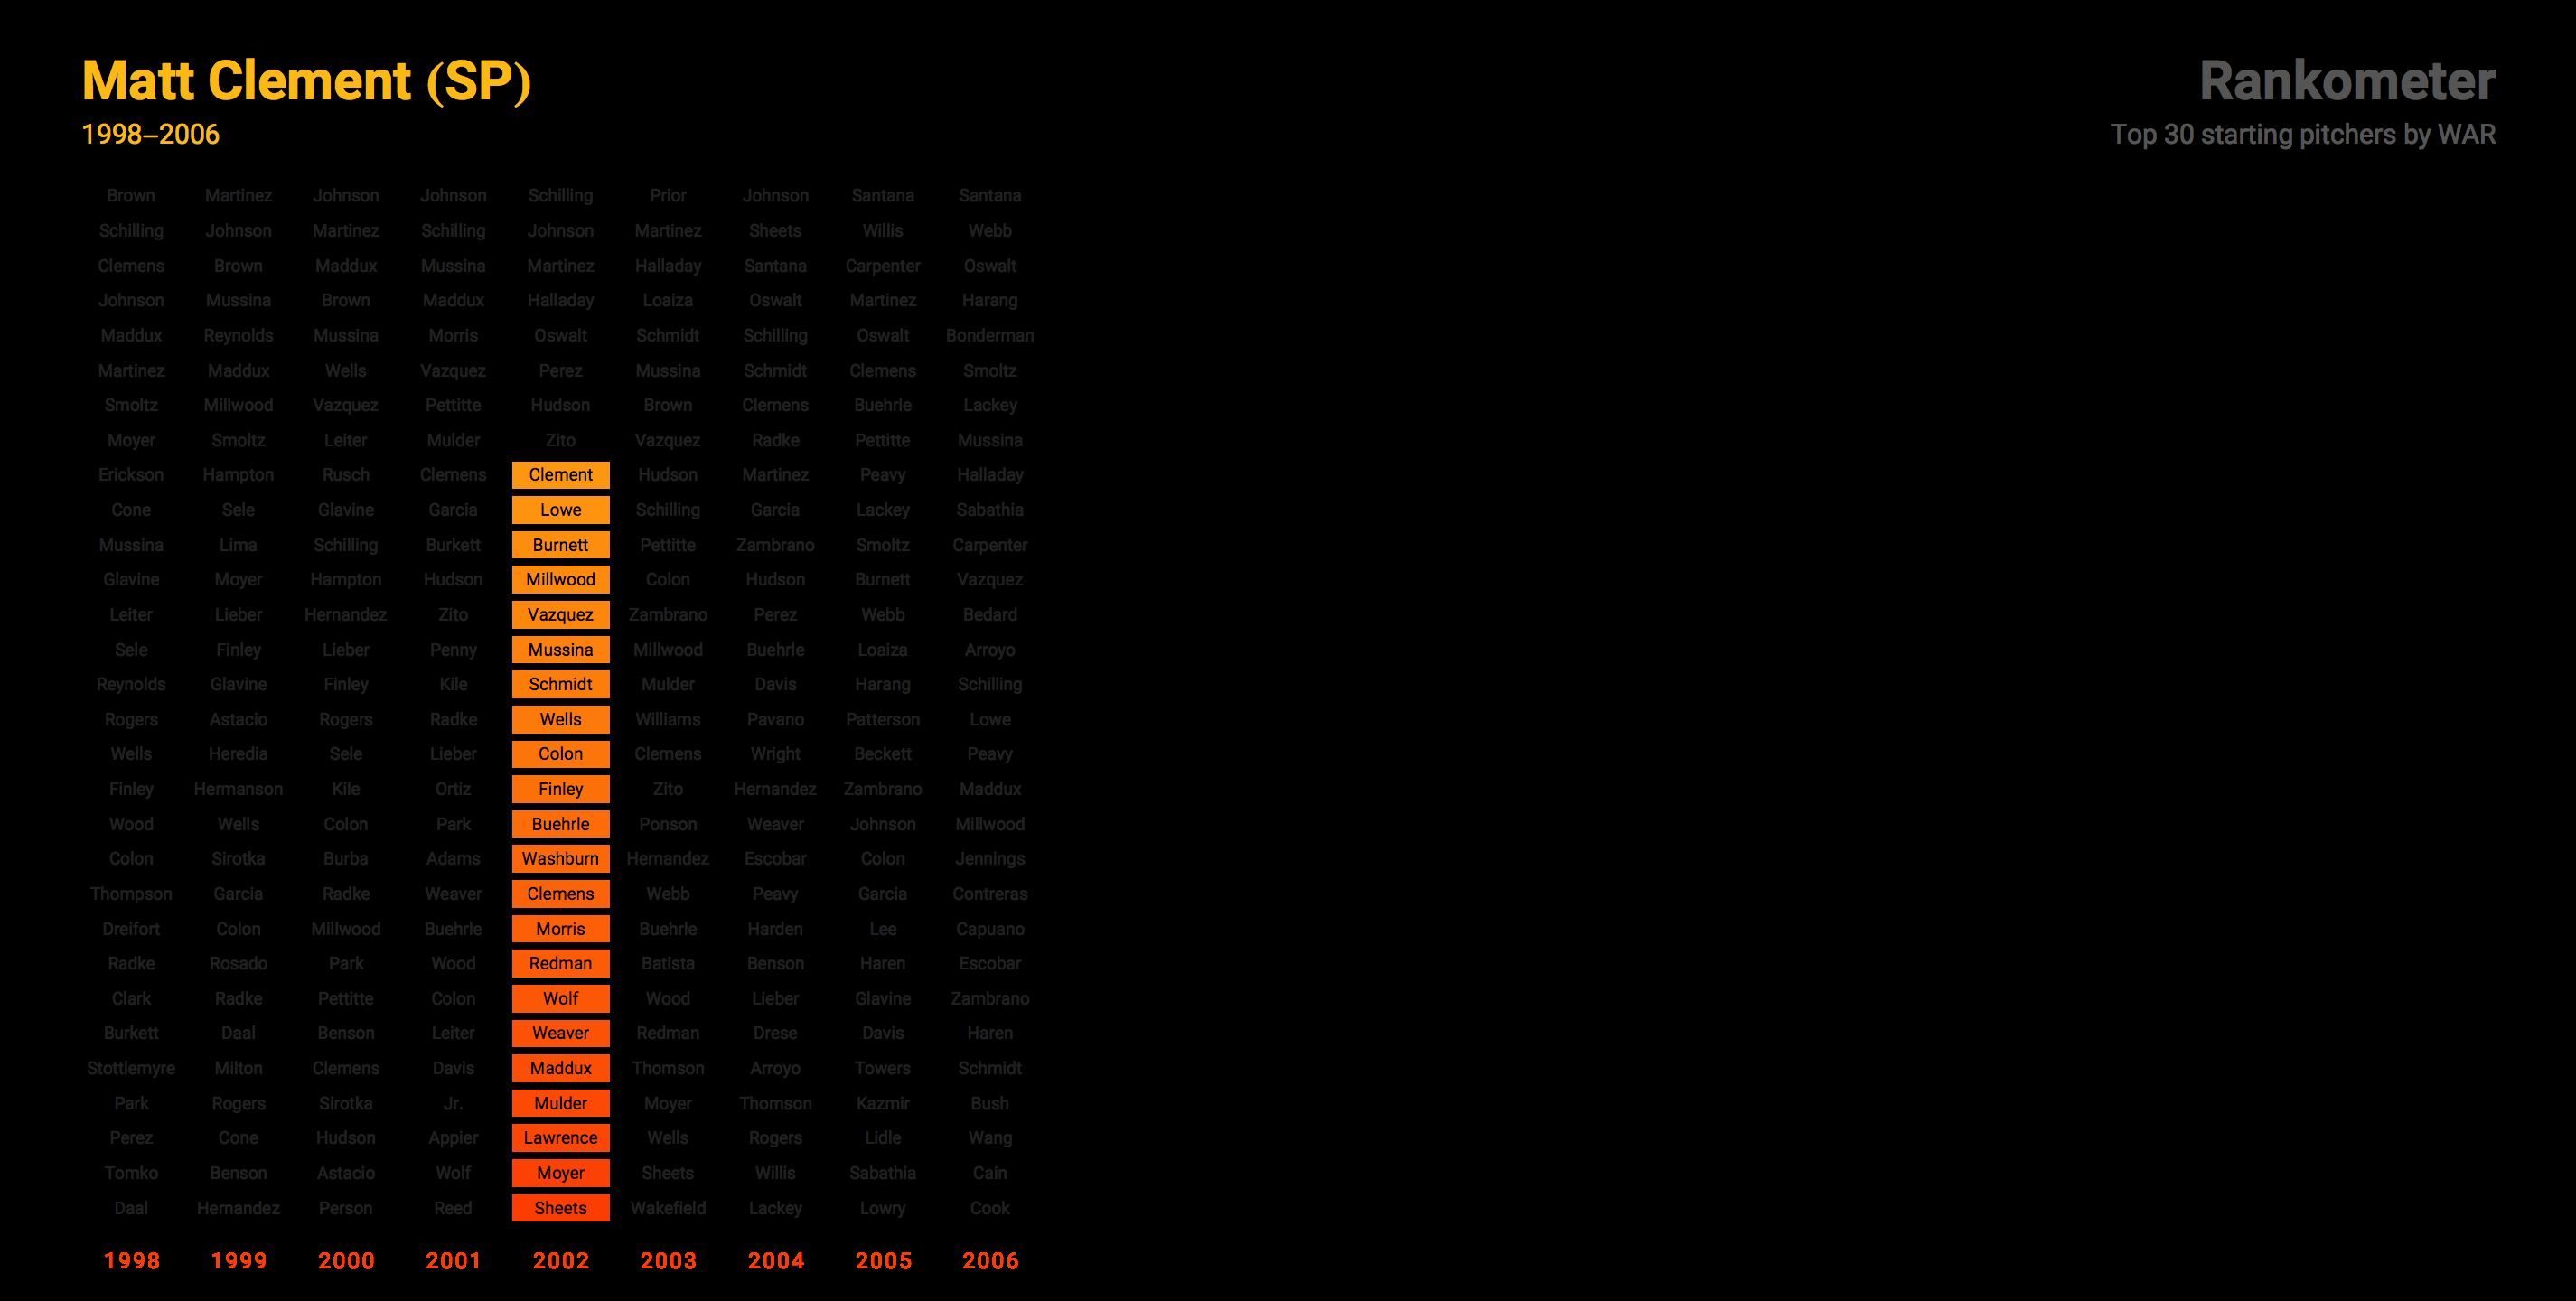 Matt Clement (SP)
1998–2006
Rankometer
Top 30 starting pitchers by WAR
Brown Martinez Johnson Johnson Schilling Prior Johnson Santana Santana
Schilling Johnson Martinez Schilling Johnson Martinez Sheets Willis Webb
Clemens Brown Maddux Mussina Martinez Halladay Santana Carpenter Oswalt
Johnson Mussina Brown Maddux Halladay Loaiza Oswalt Martinez Harang
Maddux Reynolds Mussina Morris Oswalt Schmidt Schilling Oswalt Bonderman
Martinez Maddux Wells Vazquez Perez Mussina Schmidt Clemens Smoltz
Smoltz Millwood Vazquez Pettitte Hudson Brown Clemens Buehrle Lackey
Moyer Smoltz Leiter Mulder Zito Vazquez Radke Pettitte Mussina
Erickson Hampton Rusch Clemens Clement Hudson Martinez Peavy Halladay
Cone Sele Glavine Garcia Lowe Schilling Garcia Lackey Sabathia
Mussina Lima Schilling Burkett Burnett Pettitte Zambrano Smoltz Carpenter
Glavine Moyer Hampton Hudson Millwood Colon Hudson Burnett Vazquez
Leiter Lieber Hernandez Zito Vazquez Zambrano Perez Webb Bedard
Sele Finley Lieber Penny Mussina Millwood Buehrle Loaiza Arroyo
Reynolds Glavine Finley Kile Schmidt Mulder Davis Harang Schilling
Rogers Astacio Rogers Radke Wells Williams Pavano Patterson Lowe
Wells Heredia Sele Lieber Colon Clemens Wright Beckett Peavy
Finley Hermanson Kile Ortiz Finley Zito Hernandez Zambrano Maddux
Wood Wells Colon Park Buehrle Ponson Weaver Johnson Millwood
Colon Sirotka Burba Adams Washburn Hernandez Escobar Colon Jennings
Thompson Garcia Radke Weaver Clemens Webb Peavy Garcia Contreras
Dreifort Colon Millwood Buehrle Morris Buehrle Harden Lee Capuano
Radke Rosado Park Wood Redman Batista Benson Haren Escobar
Clark Radke Pettitte Colon Wolf Wood Lieber Glavine Zambrano
Burkett Daal Benson Leiter Weaver Redman Drese Davis Haren
Stottlemyre Milton Clemens Davis Maddux Thomson Arroyo Towers Schmidt
Park Rogers Sirotka Jr. Mulder Moyer Thomson Kazmir Bush
Perez Cone Hudson Appier Lawrence Wells Rogers Lidle Wang
Tomko Benson Astacio Wolf Moyer Sheets Willis Sabathia Cain
Daal Hernandez Person Reed Sheets Wakefield Lackey Lowry Cook
1998 1999 2000 2001 2002 2003 2004 2005 2006